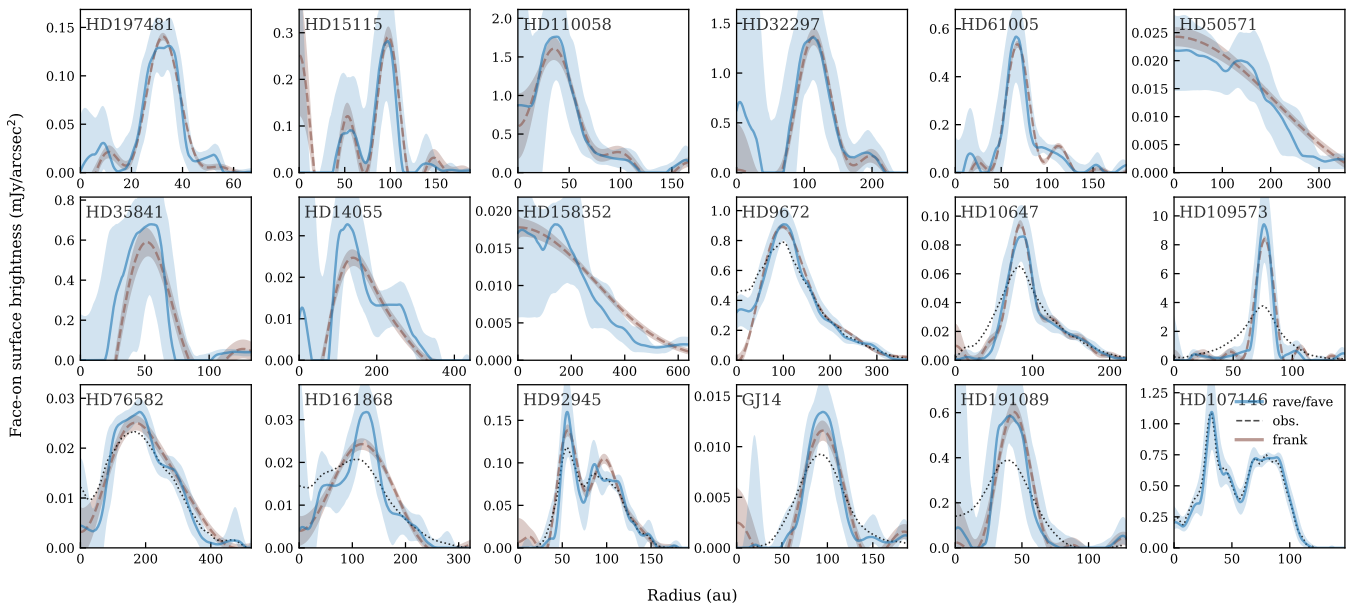 HD197481
HD15115
HD110058
HD32297
HD61005
HD50571
0.00
0.05
0.10
0.15
0 20 40 60
0.0
0.1
0.2
0.3
0 50 100 150
0.0
0.5
1.0
1.5
2.0
0 50 100 150
0.0
0.5
1.0
1.5
0 100 200
0.0
0.2
0.4
0.6
0 50 100 150
0.000
0.005
0.010
0.015
0.020
0.025
0 100 200 300
Face-on surface brightness (mJy/arcsec²)
HD35841
HD14055
HD158352
HD9672
HD10647
HD109573
0.0
0.2
0.4
0.6
0.8
0 50 100
0.00
0.01
0.02
0.03
0 200 400
0.000
0.005
0.010
0.015
0.020
0 200 400 600
0.0
0.2
0.4
0.6
0.8
1.0
0 100 200 300
0.00
0.02
0.04
0.06
0.08
0.10
0 100 200
0
2
4
6
8
10
0 50 100
HD76582
HD161868
HD92945
GJ14
HD191089
HD107146
rave/fave
obs.
frank
0.00
0.01
0.02
0.03
0 200 400
0.00
0.01
0.02
0.03
0 100 200 300
0.00
0.05
0.10
0.15
0 50 100 150
0.000
0.005
0.010
0.015
0 50 100 150
0.0
0.2
0.4
0.6
0 50 100
0.00
0.25
0.50
0.75
1.00
1.25
0 50 100
Radius (au)